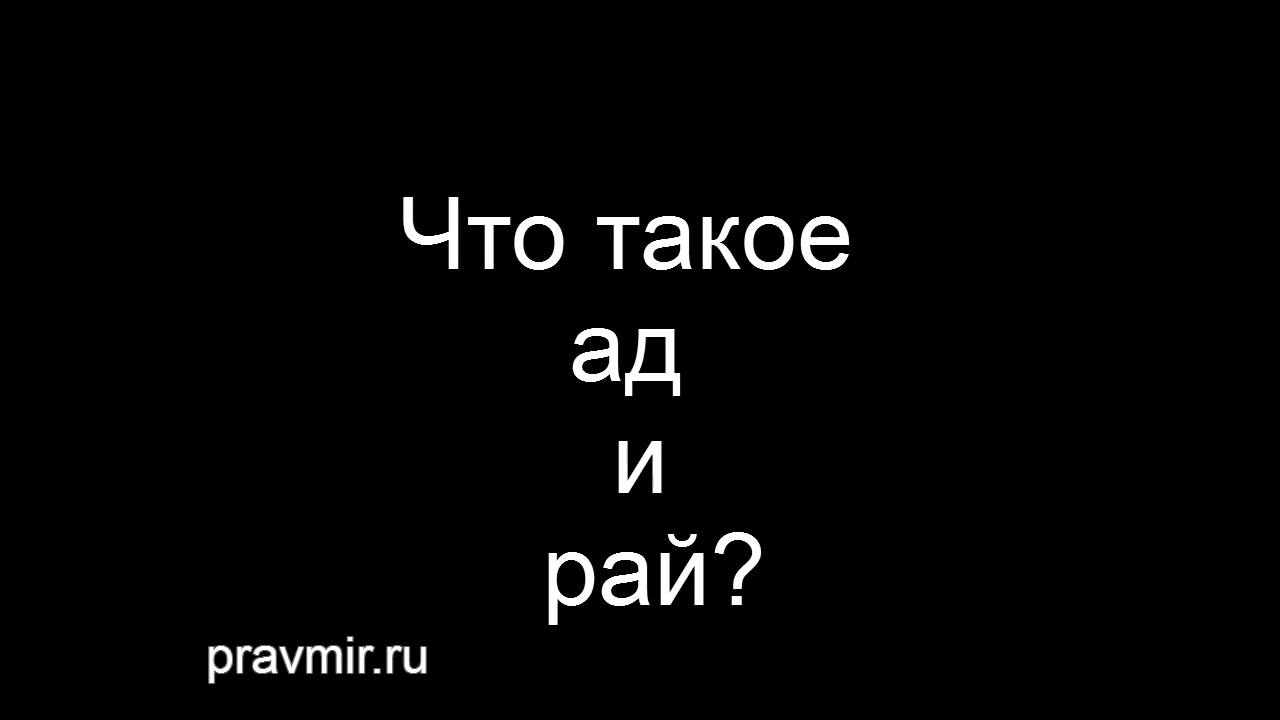 Что такое
ад
и
рай?
pravmir.ru